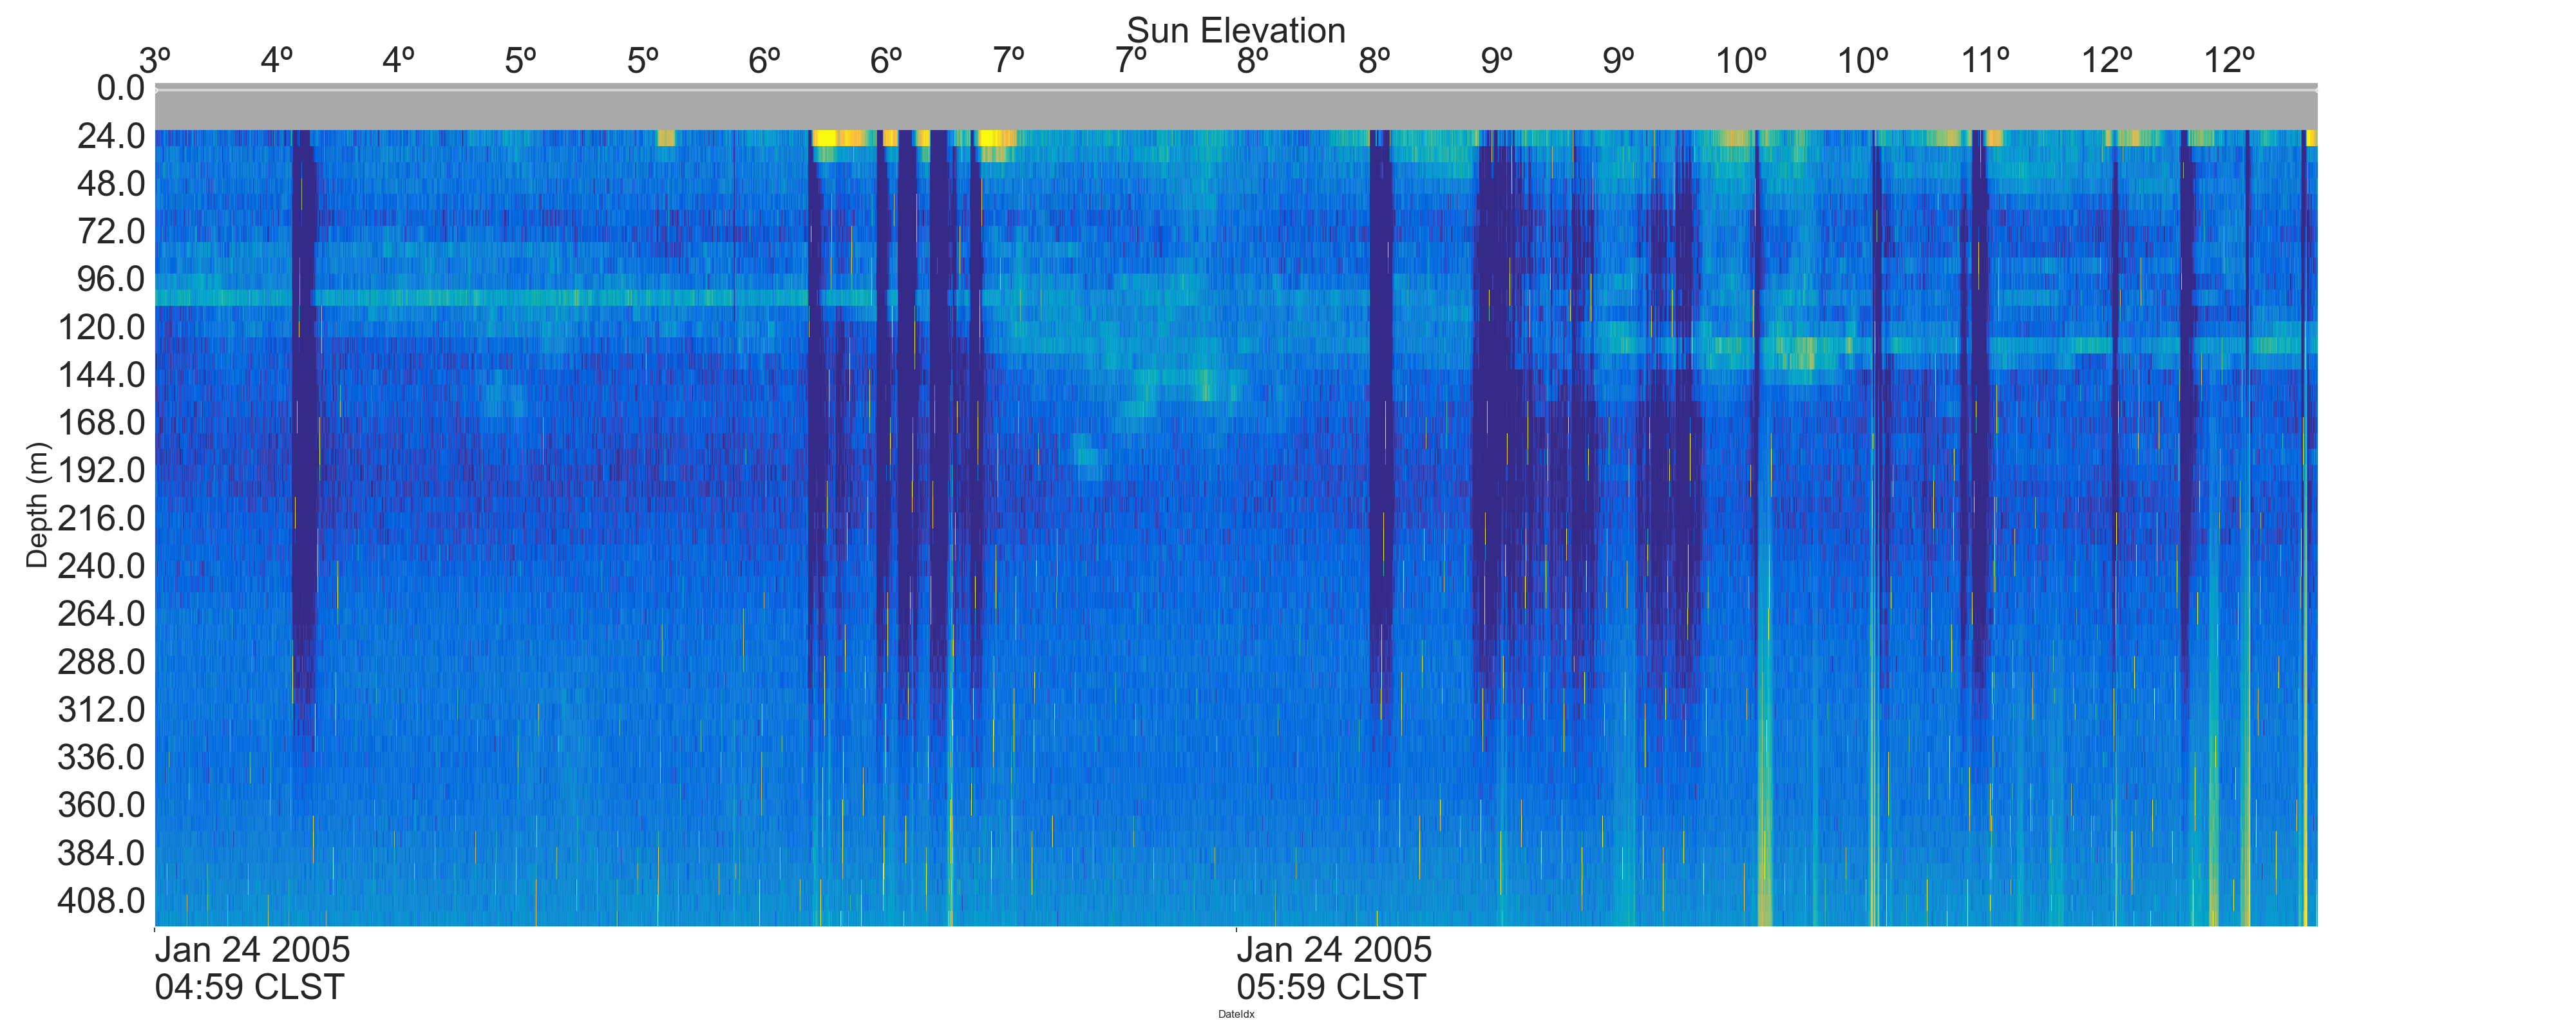 Sun Elevation
3º 4º 4º 5º 5º 6º 6º 7º 7º 8º 8º 9º 9º 10º 10º 11º 12º 12º
0.0
24.0
48.0
72.0
96.0
120.0
144.0
168.0
192.0
216.0
240.0
264.0
288.0
312.0
336.0
360.0
384.0
408.0
Depth (m)
Jan 24 2005
04:59 CLST
Jan 24 2005
05:59 CLST
DateIdx